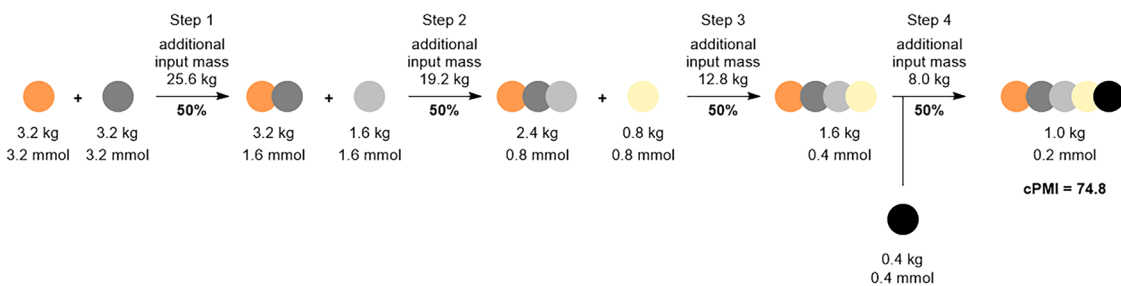 Step 1
additional
input mass
25.6 kg
50%
Step 2
additional
input mass
19.2 kg
50%
Step 3
additional
input mass
12.8 kg
50%
Step 4
additional
input mass
8.0 kg
50%
+
+
+
3.2 kg
3.2 mmol
3.2 kg
3.2 mmol
3.2 kg
1.6 mmol
1.6 kg
1.6 mmol
2.4 kg
0.8 mmol
0.8 kg
0.8 mmol
1.6 kg
0.4 mmol
1.0 kg
0.2 mmol
cPMI = 74.8
0.4 kg
0.4 mmol